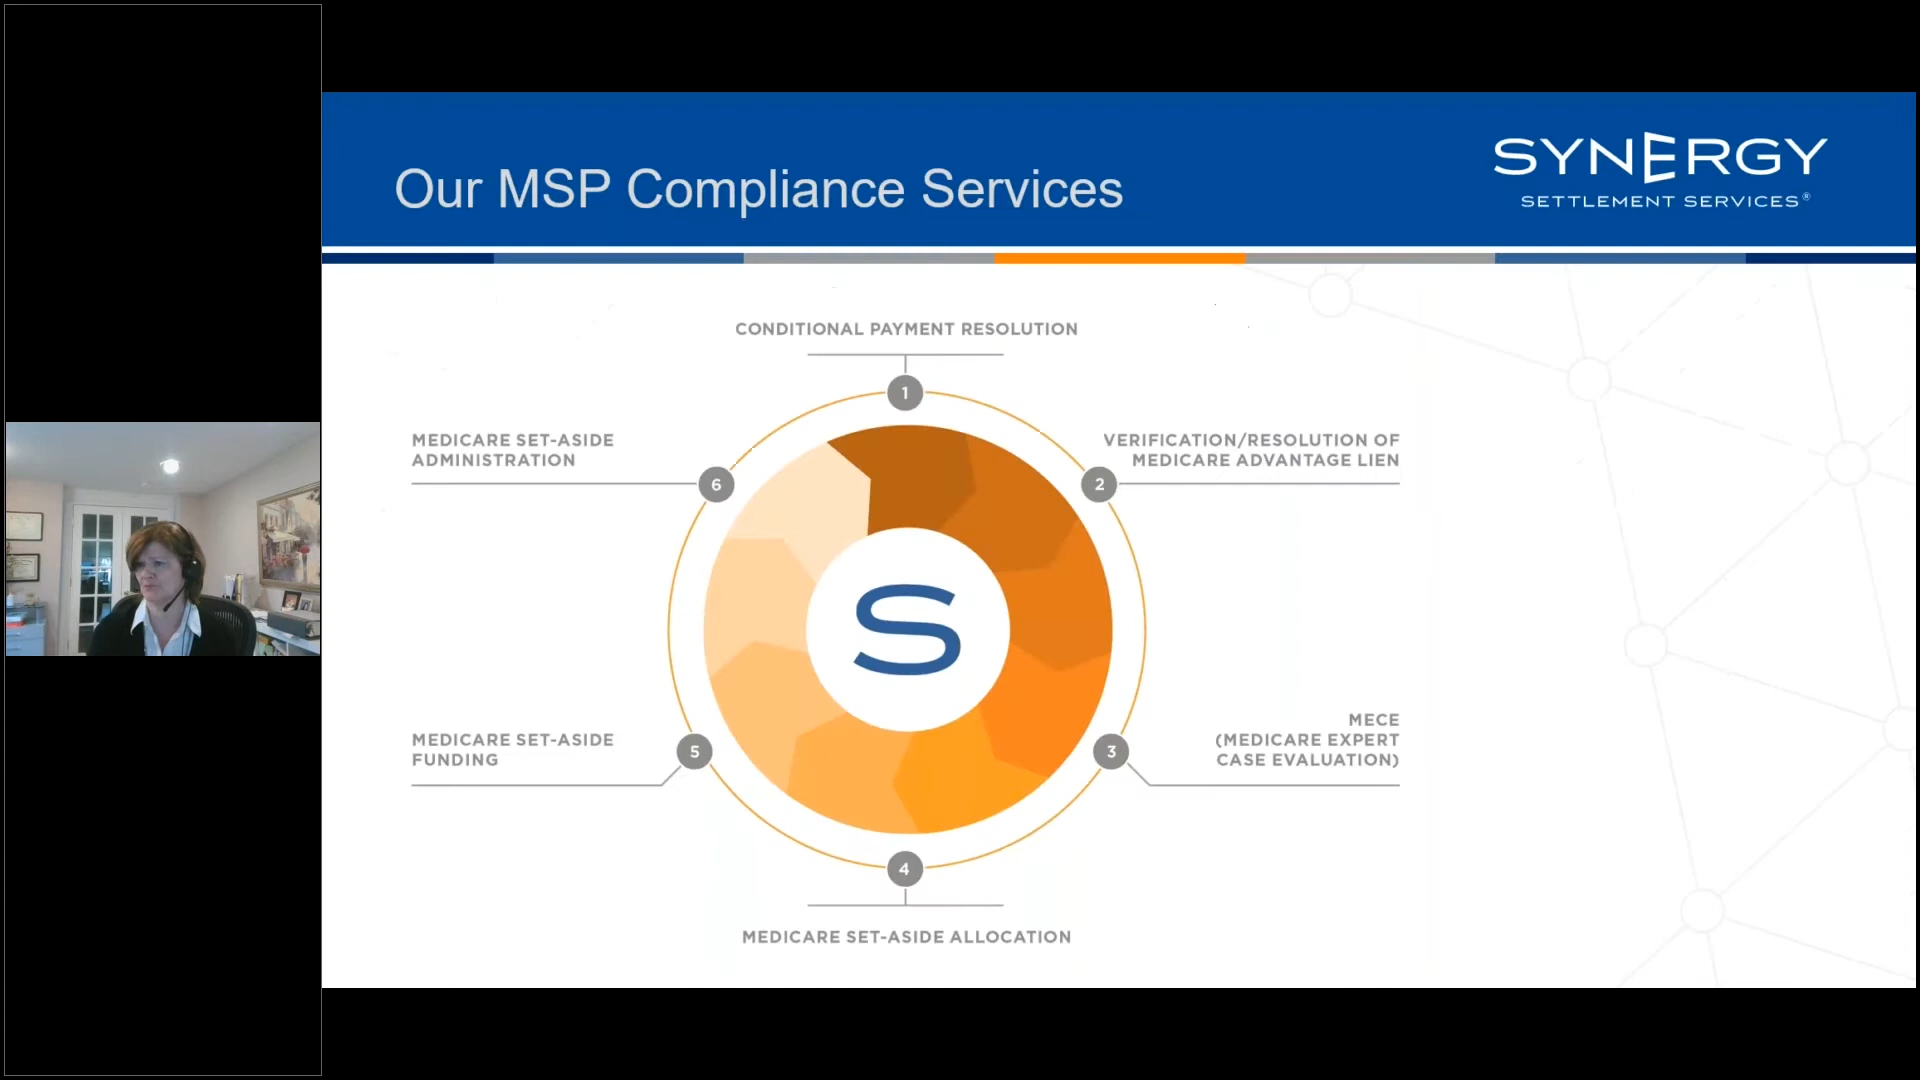 Our MSP Compliance Services
SYNERGY
SETTLEMENT SERVICES®
CONDITIONAL PAYMENT RESOLUTION
1
VERIFICATION/RESOLUTION OF
MEDICARE ADVANTAGE LIEN
2
MECE
(MEDICARE EXPERT
CASE EVALUATION)
3
4
MEDICARE SET-ASIDE ALLOCATION
MEDICARE SET-ASIDE
FUNDING
5
MEDICARE SET-ASIDE
ADMINISTRATION
6
S